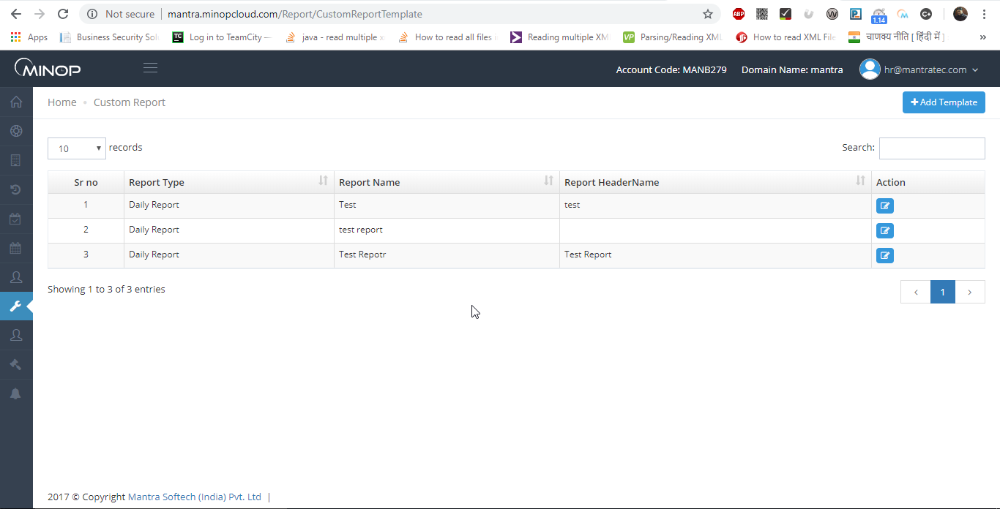 Not secure | mantra.minopcloud.com/Report/CustomReportTemplate
ABP
1.14
Apps Business Security Solu Log in to TeamCity — java - read multiple x How to read all files i Reading multiple XM Parsing/Reading XML How to read XML File चाणक्य नीति [ हिंदी में ] »
MINOP Account Code: MANB279 Domain Name: mantra hr@mantratec.com
Home • Custom Report + Add Template
10 records Search:
Sr no Report Type Report Name Report HeaderName Action
1 Daily Report Test test
2 Daily Report test report
3 Daily Report Test Repotr Test Report
Showing 1 to 3 of 3 entries ‹ 1 ›
2017 © Copyright Mantra Softech (India) Pvt. Ltd |